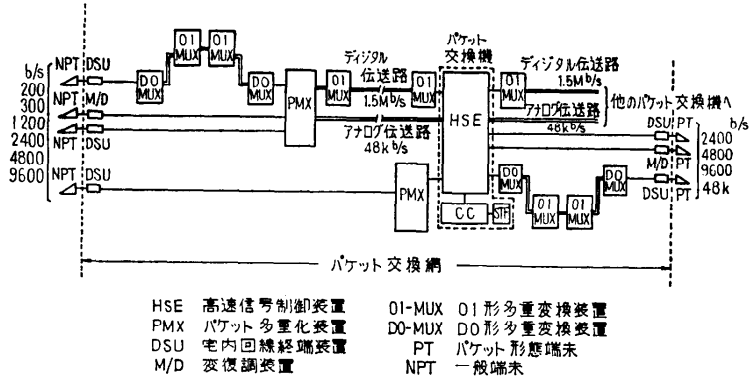 パケット
交換機
01 MUX
01 MUX
ディジタル
伝送路
1.5Mb/s
01 MUX
01 MUX
01 MUX
ディジタル伝送路
1.5Mb/s
NPT DSU
D0 MUX
D0 MUX
PMX
HSE
アナログ伝送路
48kb/s
アナログ伝送路
48kb/s
他のパケット交換機へ
b/s
200
300
1200
2400
4800
9600
NPT M/D
NPT
NPT DSU
DSU PT
PT
M/D
DSU PT
b/s
2400
4800
9600
48k
PMX
CC
STF
D0 MUX
01 MUX
01 MUX
D0 MUX
パケット交換網
HSE 高速信号制御装置
PMX パケット多重化装置
DSU 宅内回線終端装置
M/D 変復調装置
01-MUX 01形多重変換装置
D0-MUX D0形多重変換装置
PT パケット形態端末
NPT 一般端末